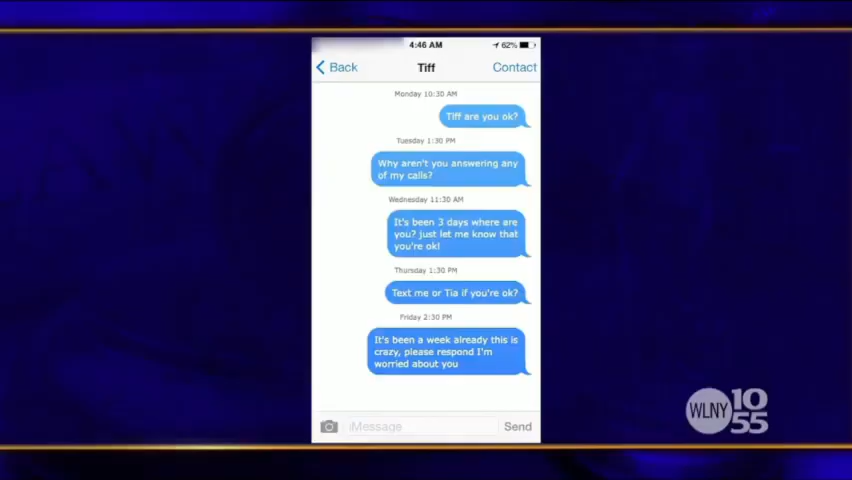 4:46 AM
62%
Back
Tiff
Contact
Monday 10:30 AM
Tiff are you ok?
Tuesday 1:30 PM
Why aren't you answering any
of my calls?
Wednesday 11:30 AM
It's been 3 days where are
you? just let me know that
you're ok!
Thursday 1:30 PM
Text me or Tia if you're ok?
Friday 2:30 PM
It's been a week already this is
crazy, please respond I'm
worried about you
iMessage
Send
WLNY
10
55